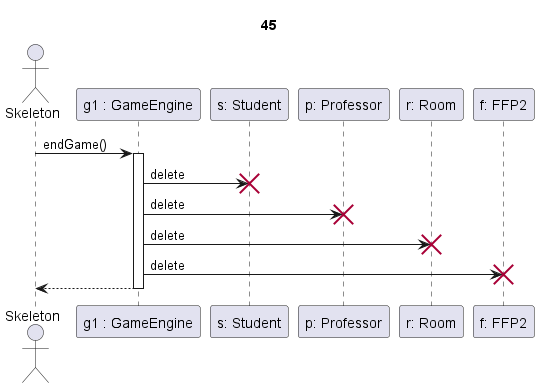 45
Skeleton
g1 : GameEngine
s: Student
p: Professor
r: Room
f: FFP2
endGame()
delete
delete
delete
delete
Skeleton
g1 : GameEngine
s: Student
p: Professor
r: Room
f: FFP2